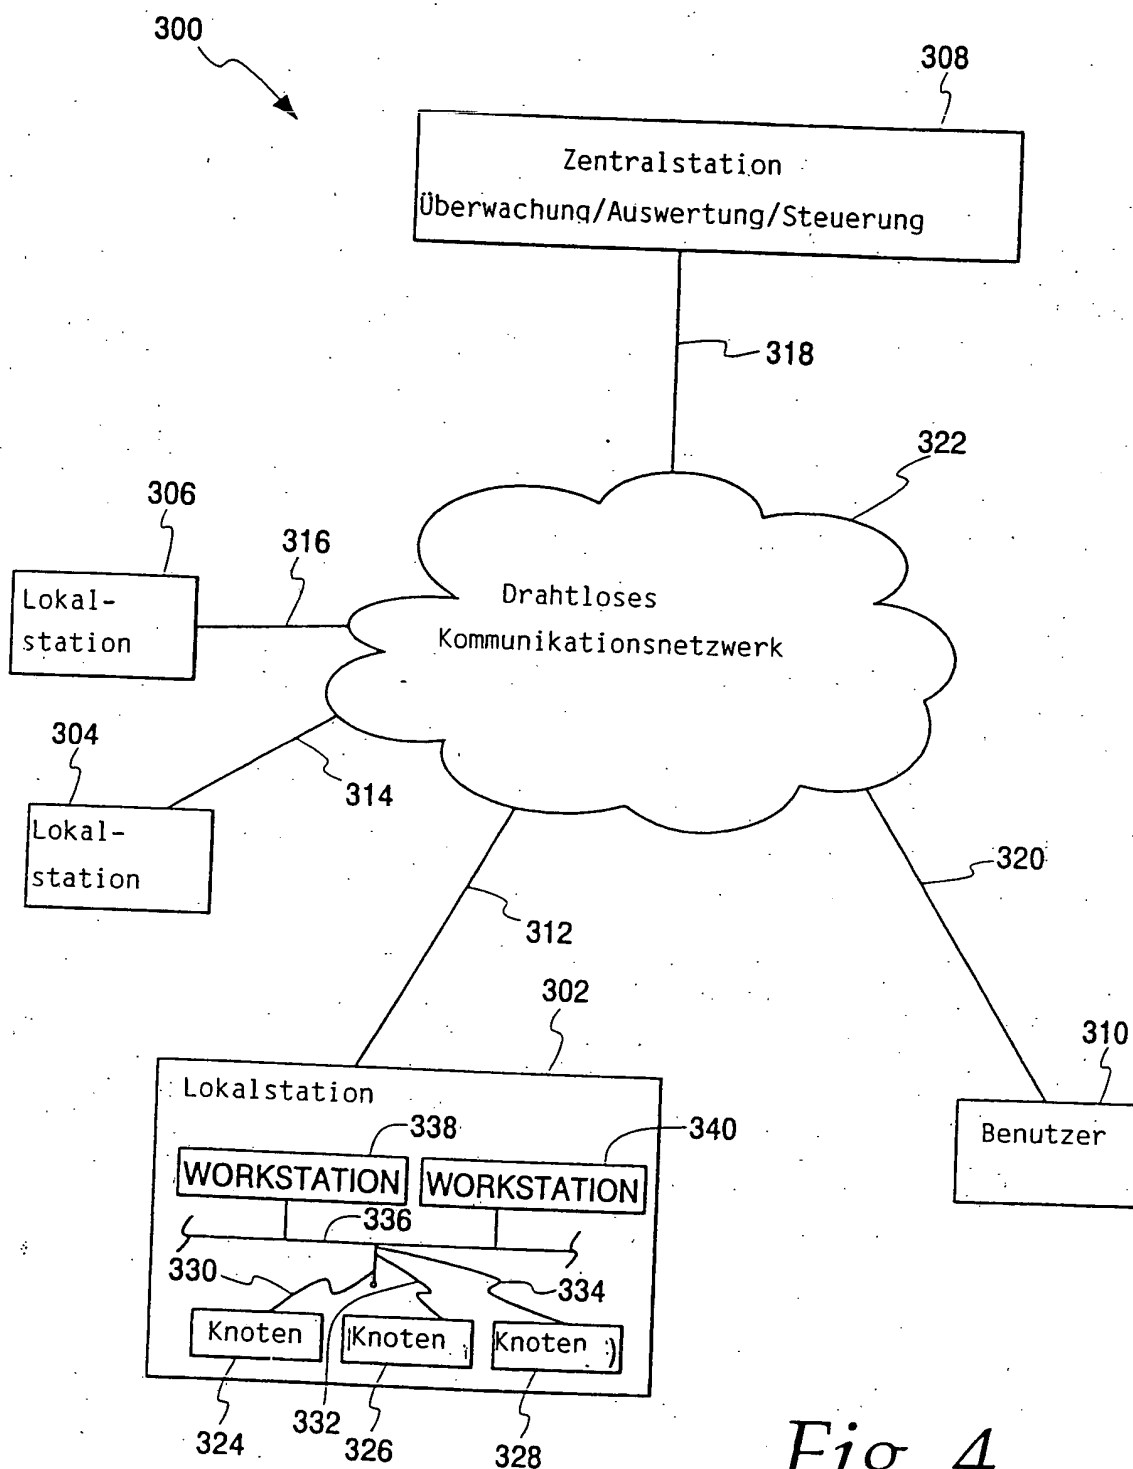 300
308
Zentralstation
Überwachung/Auswertung/Steuerung
318
322
306
316
Lokal-
station
Drahtloses
Kommunikationsnetzwerk
304
314
Lokal-
station
320
312
302
310
Lokalstation
Benutzer
338
340
WORKSTATION
WORKSTATION
336
330
334
Knoten
Knoten
Knoten
332
324
326
328
Fig. 4